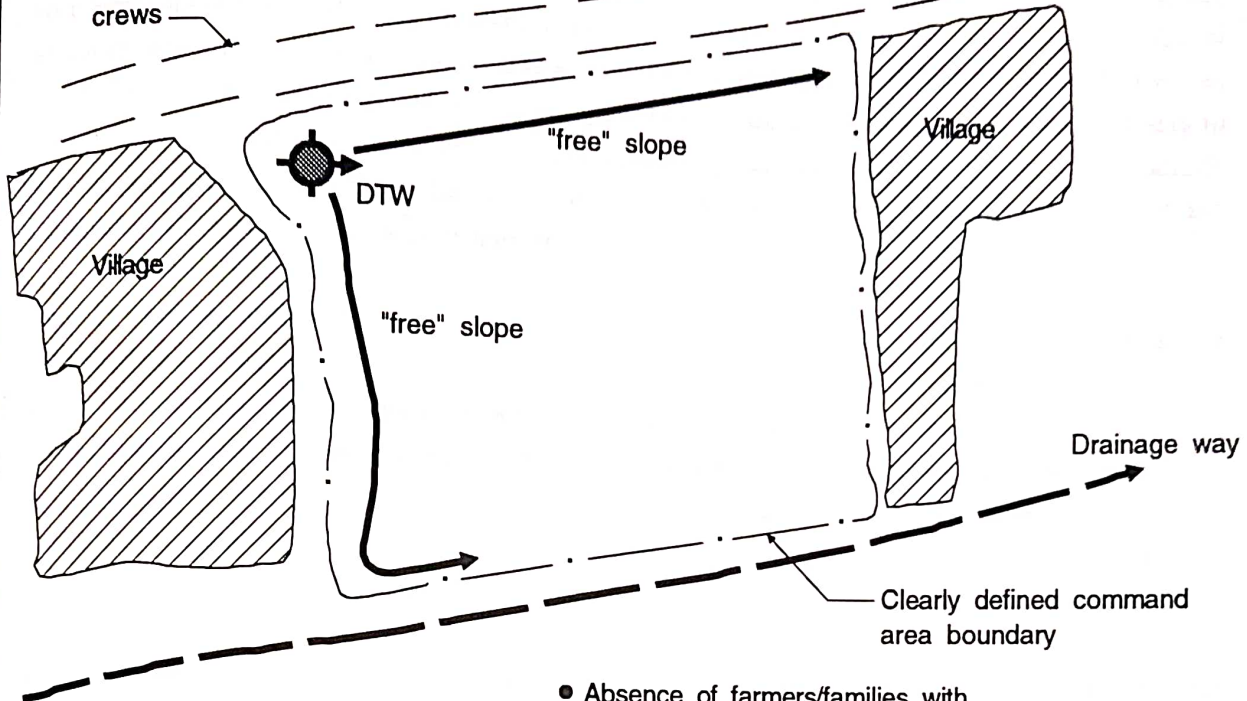 crews
"free" slope
Village
DTW
Village
"free" slope
Drainage way
Clearly defined command
area boundary
Absence of farmers/families with